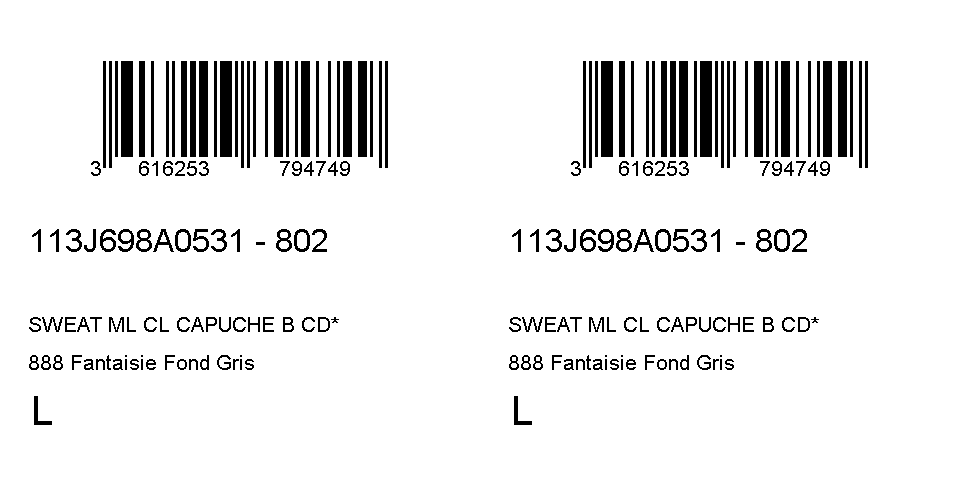 3 616253 794749
113J698A0531 - 802
SWEAT ML CL CAPUCHE B CD*
888 Fantaisie Fond Gris
L
3 616253 794749
113J698A0531 - 802
SWEAT ML CL CAPUCHE B CD*
888 Fantaisie Fond Gris
L